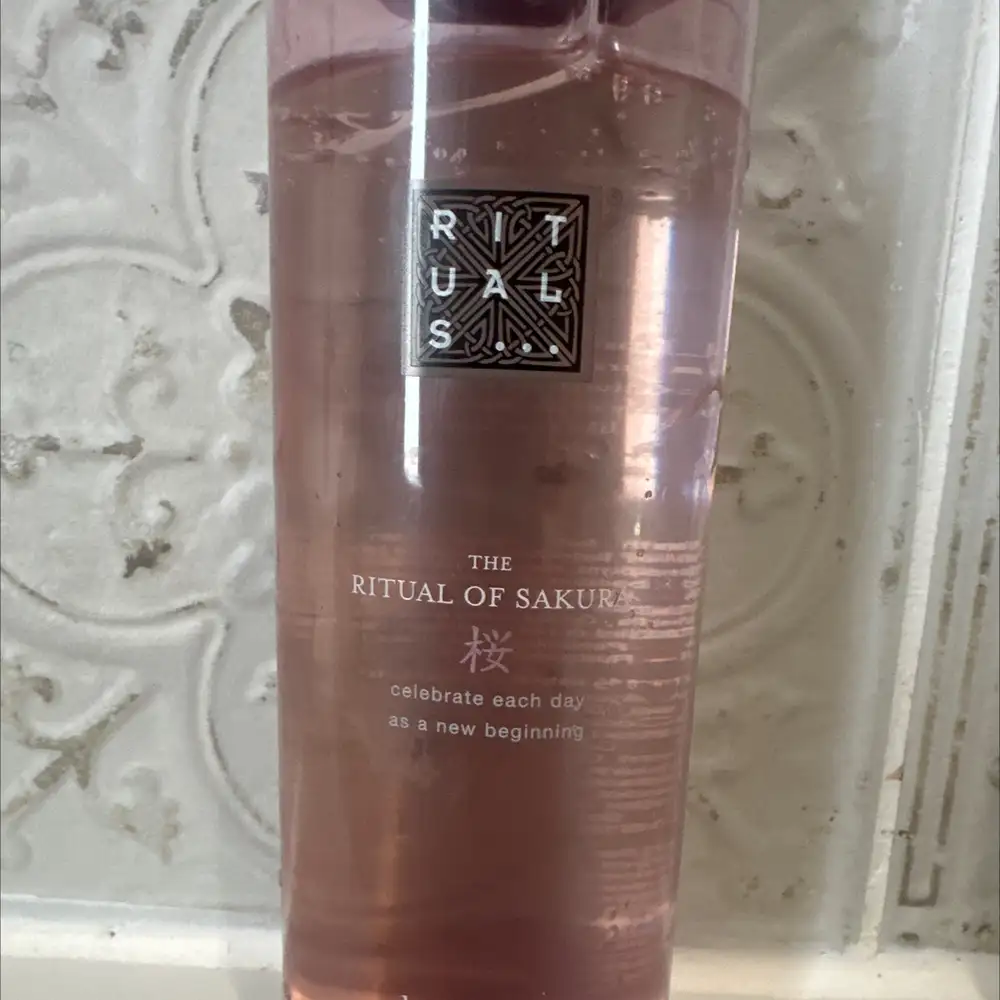 RIT
UAL
S...
THE
RITUAL OF SAKURA
桜
celebrate each day
as a new beginning